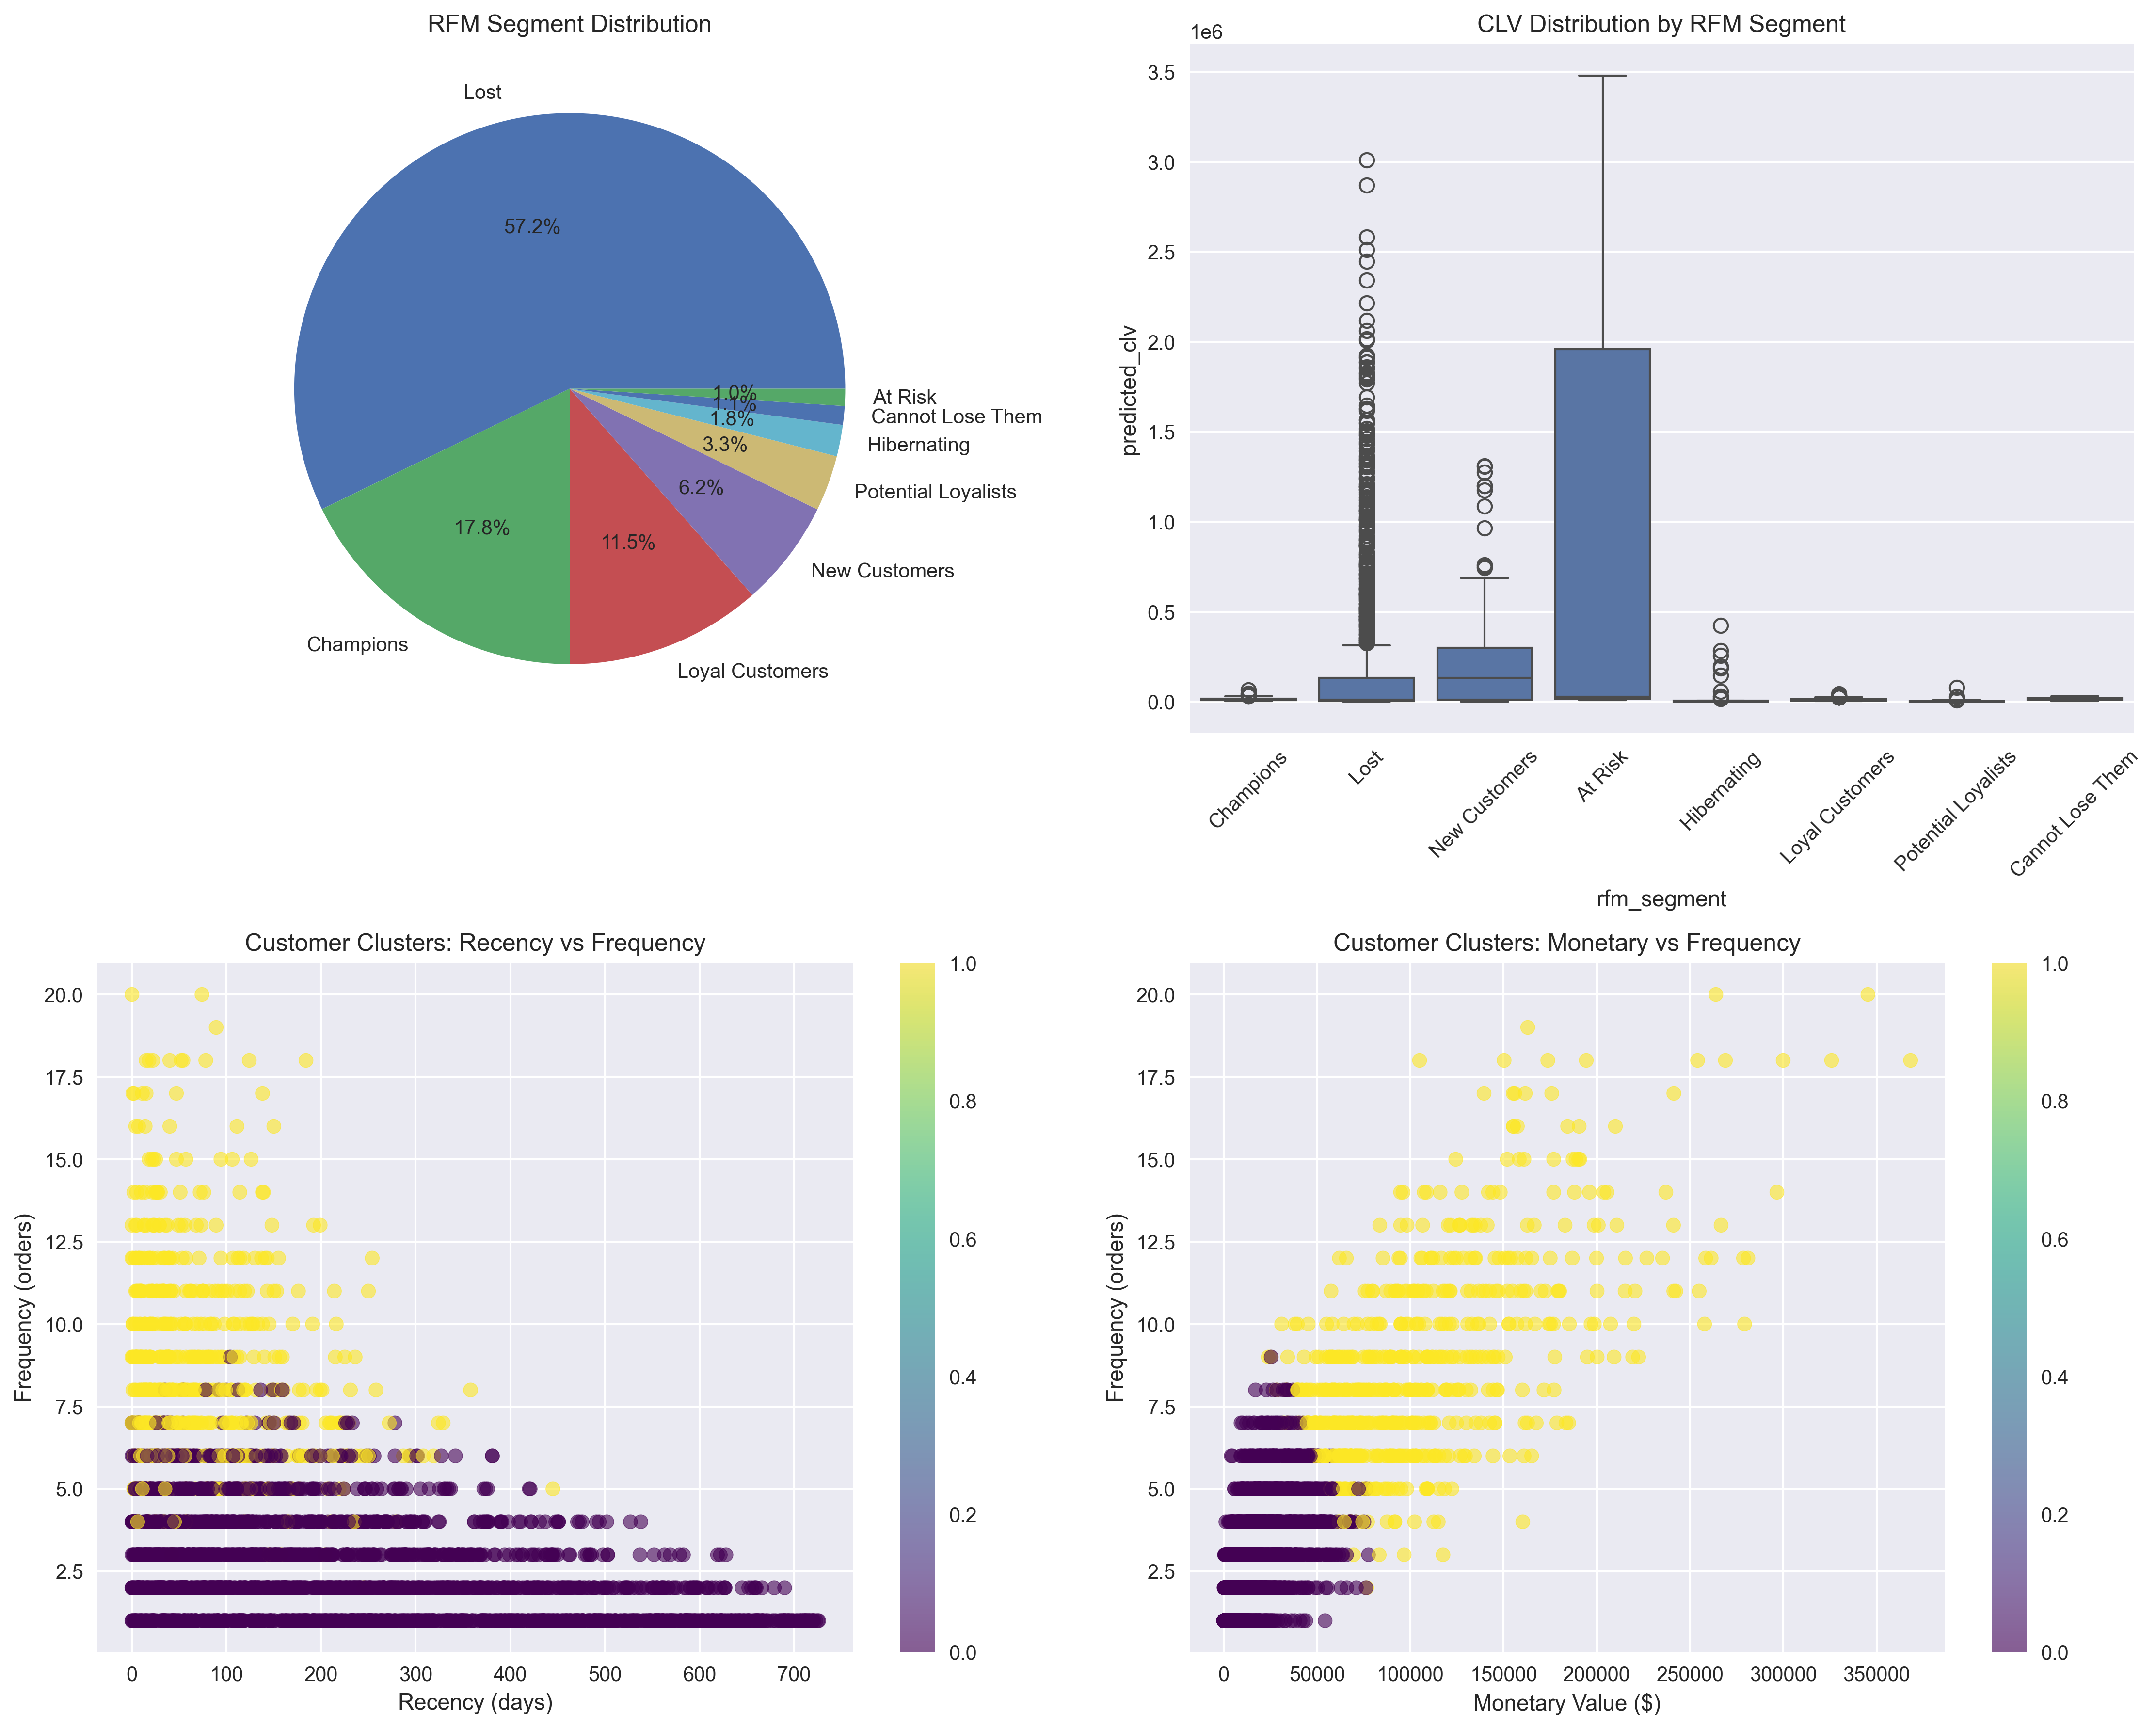 RFM Segment Distribution
Lost
57.2%
1.0%
At Risk
1.1%
Cannot Lose Them
1.8%
Hibernating
3.3%
Potential Loyalists
6.2%
17.8%
11.5%
New Customers
Champions
Loyal Customers
CLV Distribution by RFM Segment
1e6
3.5
3.0
2.5
2.0
1.5
1.0
0.5
0.0
predicted_clv
Champions
Lost
New Customers
At Risk
Hibernating
Loyal Customers
Potential Loyalists
Cannot Lose Them
rfm_segment
Customer Clusters: Recency vs Frequency
20.0
17.5
15.0
12.5
10.0
7.5
5.0
2.5
Frequency (orders)
0 100 200 300 400 500 600 700
Recency (days)
1.0
0.8
0.6
0.4
0.2
0.0
Customer Clusters: Monetary vs Frequency
20.0
17.5
15.0
12.5
10.0
7.5
5.0
2.5
Frequency (orders)
0 50000 100000 150000 200000 250000 300000 350000
Monetary Value ($)
1.0
0.8
0.6
0.4
0.2
0.0